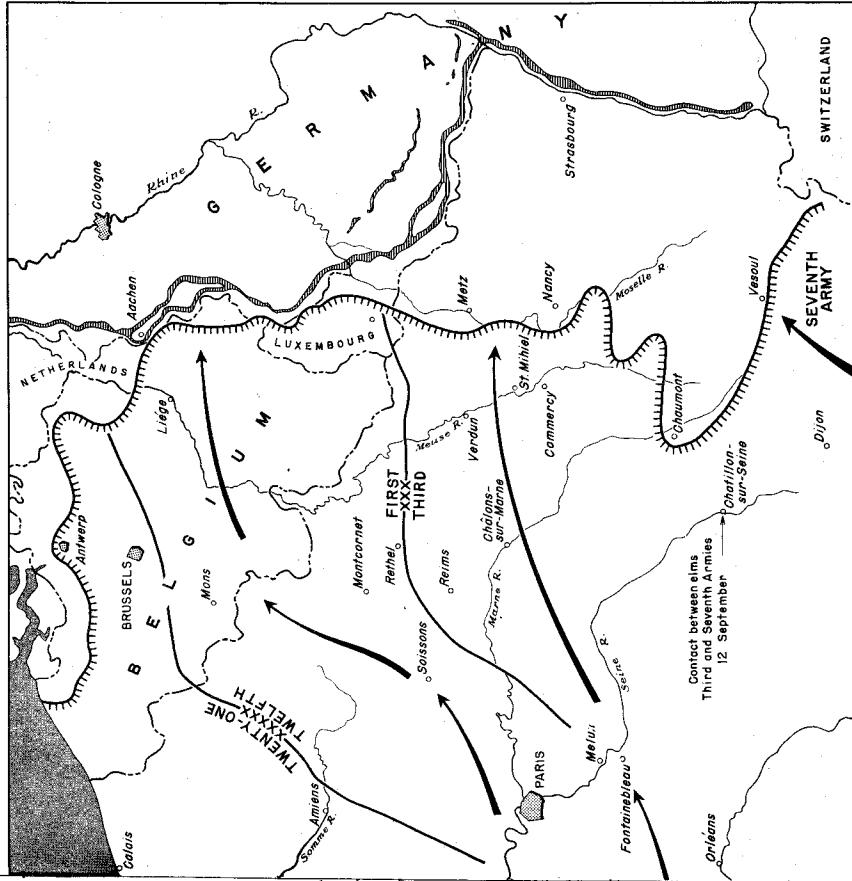 NETHERLANDS
Antwerp
BRUSSELS
BELGIUM
Liége
Mons
Aachen
Cologne
Rhine R.
GERMANY
Calais
TWENTY-ONE
XXXXX
TWELFTH
Amiens
Somme R.
LUXEMBOURG
Montcornet
Rethel
FIRST
XXX
THIRD
Meuse R.
Verdun
Metz
Soissons
Reims
Marne R.
Châlons-
sur-Marne
St. Mihiel
Commercy
Nancy
Moselle R.
Strasbourg
PARIS
Melun
Fontainebleau
Seine R.
Orléans
Contact between elms
Third and Seventh Armies
12 September
Chatillon-
sur-Seine
Chaumont
Dijon
Vesoul
SEVENTH
ARMY
SWITZERLAND